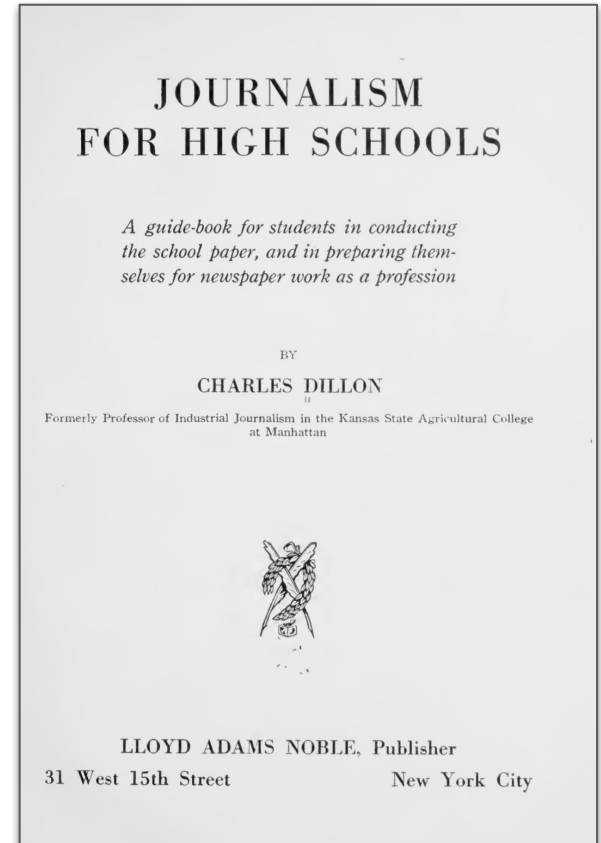 JOURNALISM
FOR HIGH SCHOOLS
A guide-book for students in conducting
the school paper, and in preparing them-
selves for newspaper work as a profession
BY
CHARLES DILLON
Formerly Professor of Industrial Journalism in the Kansas State Agricultural College
at Manhattan
LLOYD ADAMS NOBLE, Publisher
31 West 15th Street New York City